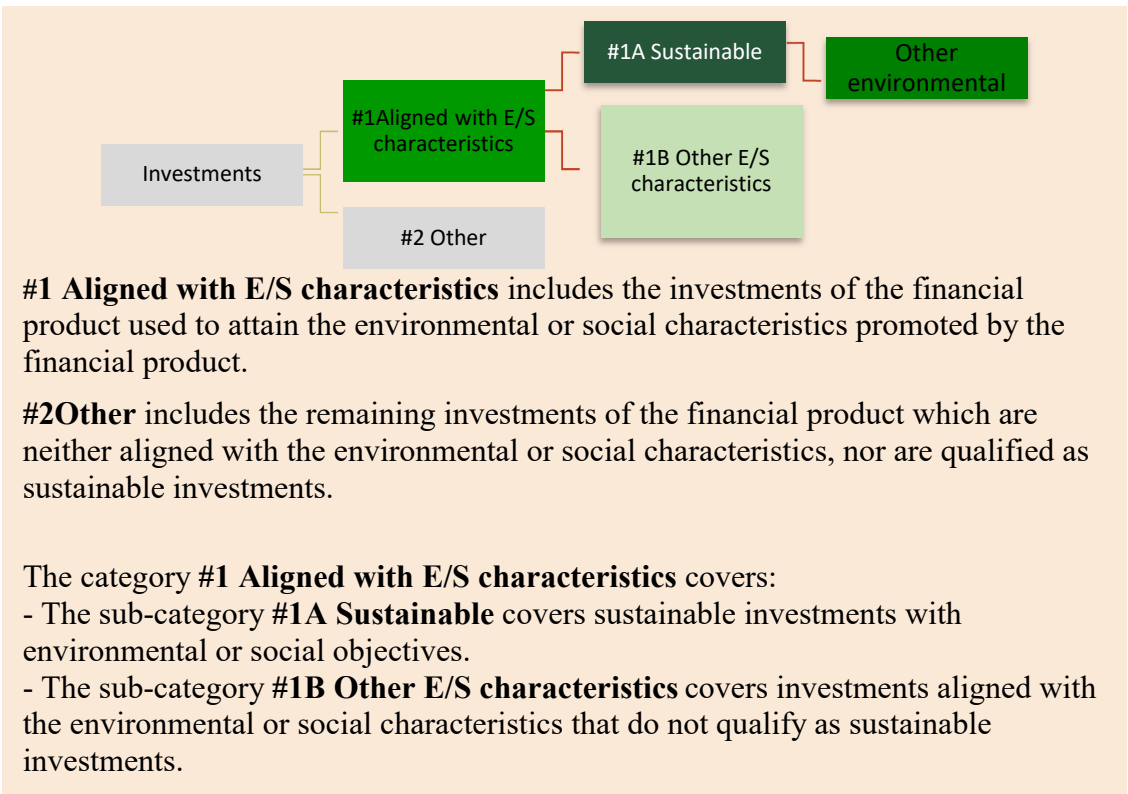 #1A Sustainable
Other
environmental
#1Aligned with E/S
characteristics
#1B Other E/S
characteristics
Investments
#2 Other
#1 Aligned with E/S characteristics includes the investments of the financial
product used to attain the environmental or social characteristics promoted by the
financial product.
#2Other includes the remaining investments of the financial product which are
neither aligned with the environmental or social characteristics, nor are qualified as
sustainable investments.
The category #1 Aligned with E/S characteristics covers:
- The sub-category #1A Sustainable covers sustainable investments with
environmental or social objectives.
- The sub-category #1B Other E/S characteristics covers investments aligned with
the environmental or social characteristics that do not qualify as sustainable
investments.